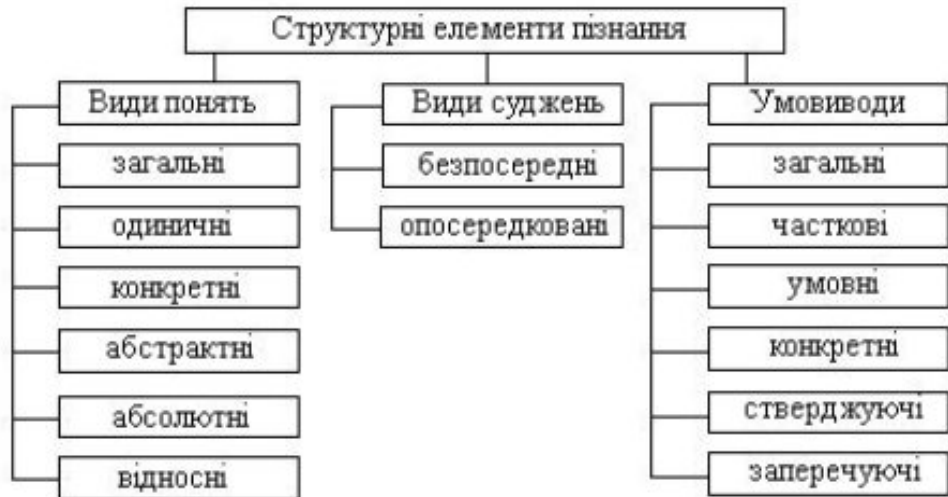 Структурні елементи пізнання
Види понять
загальні
одиничні
конкретні
абстрактні
абсолютні
відносні
Види суджень
безпосередні
опосередковані
Умовиводи
загальні
часткові
умовні
конкретні
стверджуючі
заперечуючі